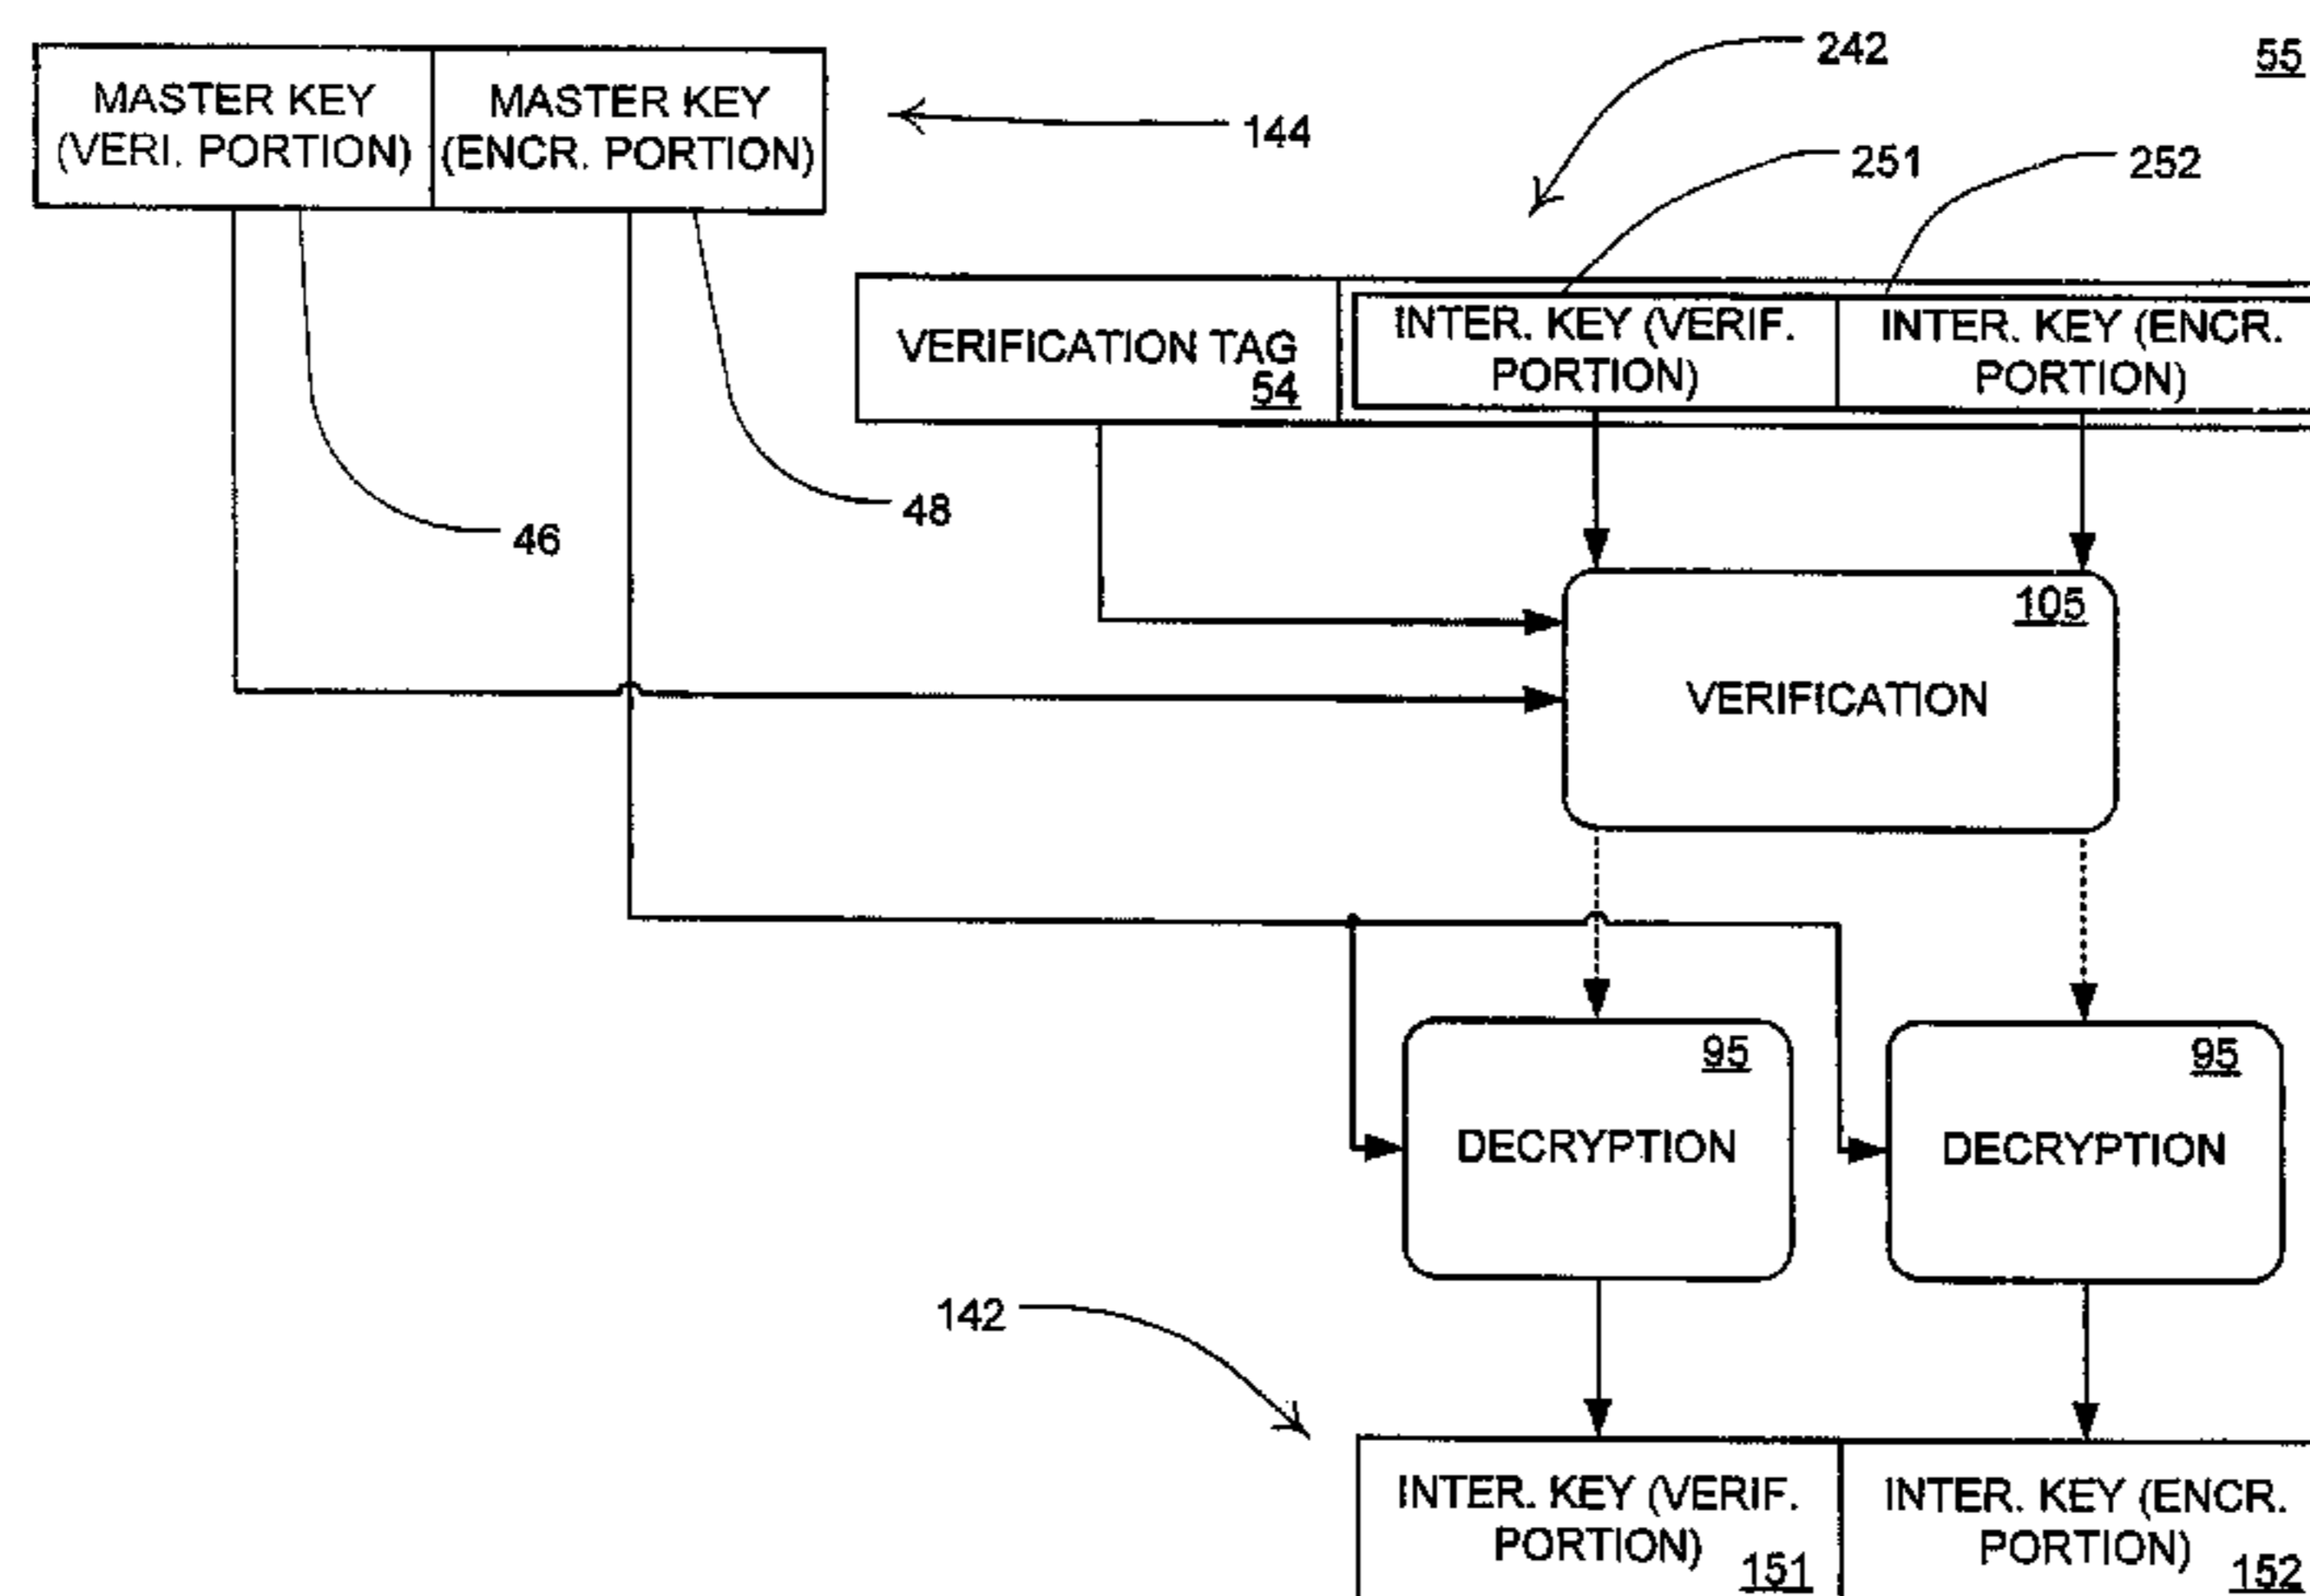 242
55
MASTER KEY
(VERI. PORTION)
MASTER KEY
(ENCR. PORTION)
144
251
252
VERIFICATION TAG
54
INTER. KEY (VERIF.
PORTION)
INTER. KEY (ENCR.
PORTION)
46
48
105
VERIFICATION
95
DECRYPTION
95
DECRYPTION
142
INTER. KEY (VERIF.
PORTION)
151
INTER. KEY (ENCR.
PORTION)
152